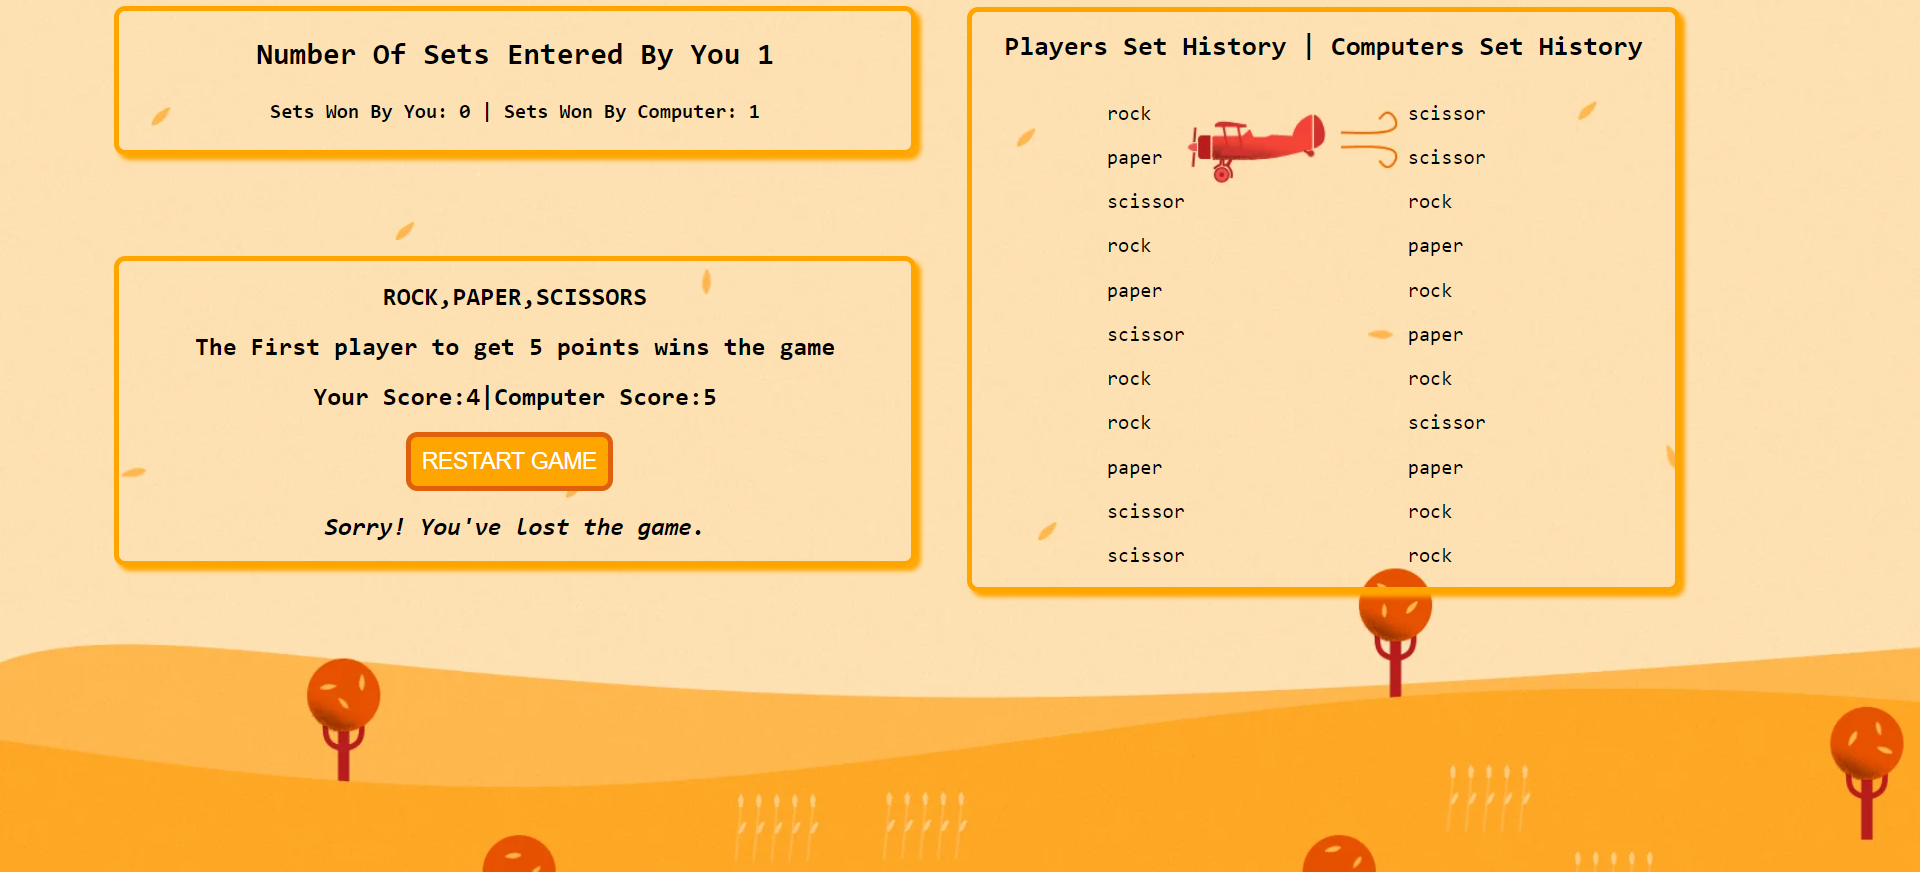 Number Of Sets Entered By You 1
Sets Won By You: 0 | Sets Won By Computer: 1
ROCK,PAPER,SCISSORS
The First player to get 5 points wins the game
Your Score:4|Computer Score:5
RESTART GAME
Sorry! You've lost the game.
Players Set History | Computers Set History
rock scissor
paper scissor
scissor rock
rock paper
paper rock
scissor paper
rock rock
rock scissor
paper paper
scissor rock
scissor rock